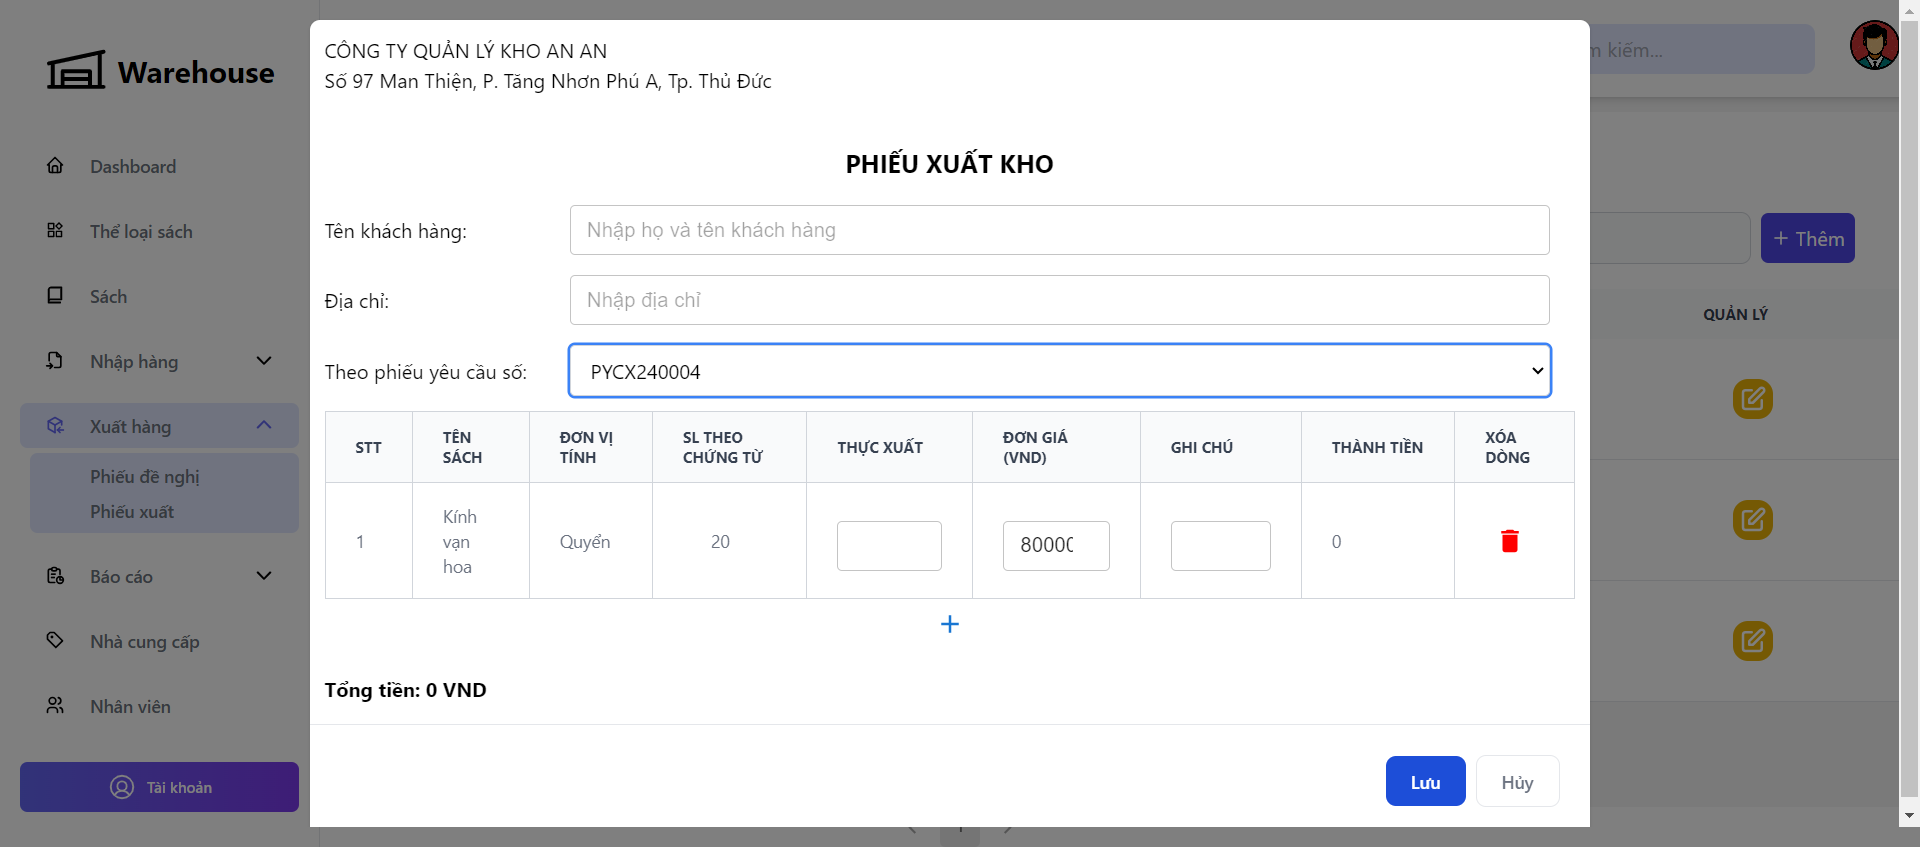 Warehouse
Dashboard
Thể loại sách
Sách
Nhập hàng
Xuất hàng
Phiếu đề nghị
Phiếu xuất
Báo cáo
Nhà cung cấp
Nhân viên
Tài khoản
CÔNG TY QUẢN LÝ KHO AN AN
Số 97 Man Thiện, P. Tăng Nhơn Phú A, Tp. Thủ Đức
PHIẾU XUẤT KHO
Tên khách hàng:
Nhập họ và tên khách hàng
Địa chỉ:
Nhập địa chỉ
Theo phiếu yêu cầu số:
PYCX240004
STT
TÊN SÁCH
ĐƠN VỊ TÍNH
SL THEO CHỨNG TỪ
THỰC XUẤT
ĐƠN GIÁ (VND)
GHI CHÚ
THÀNH TIỀN
XÓA DÒNG
1
Kính vạn hoa
Quyển
20
80000
0
+
Tổng tiền: 0 VND
Lưu
Hủy
kiếm...
+ Thêm
QUẢN LÝ